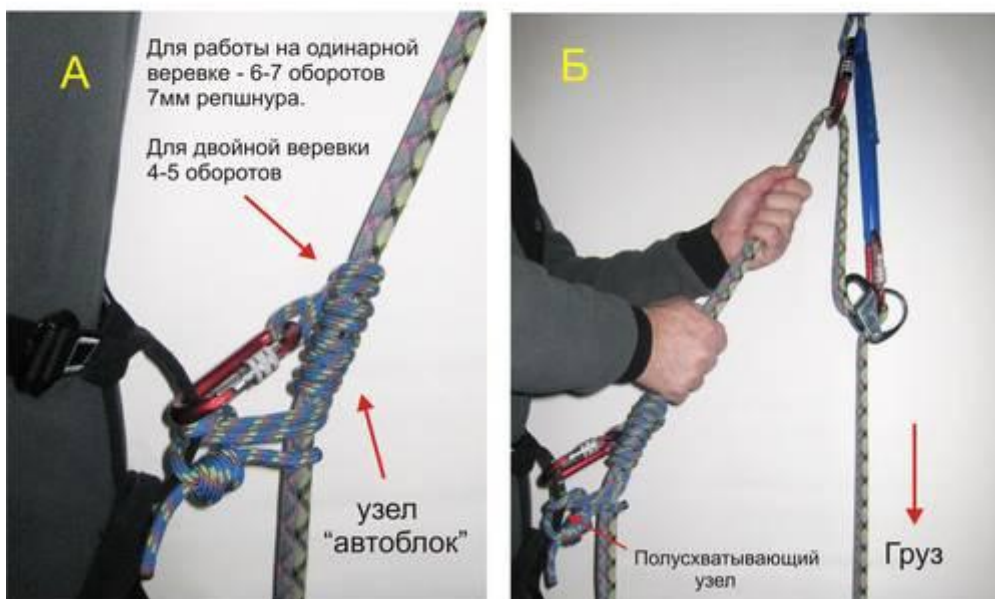 А
Для работы на одинарной
веревке - 6-7 оборотов
7мм репшнура.
Для двойной веревки
4-5 оборотов
узел
“автоблок”
Б
Полусхватывающий
узел
Груз